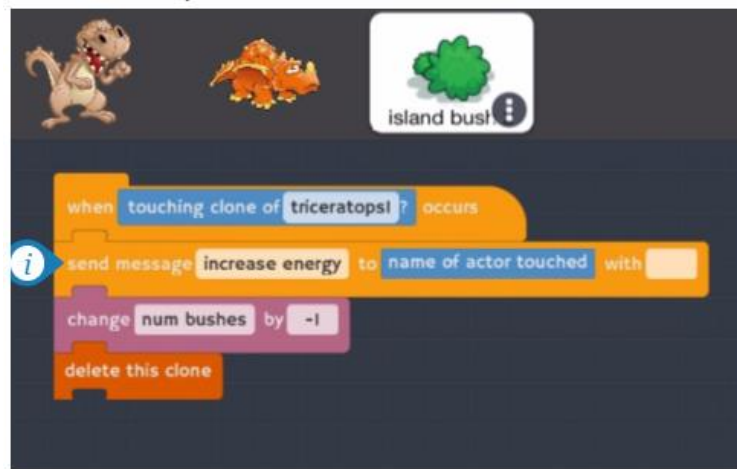 island bush
when touching clone of triceratops1 ? occurs
i
send message increase energy to name of actor touched with
change num bushes by -1
delete this clone